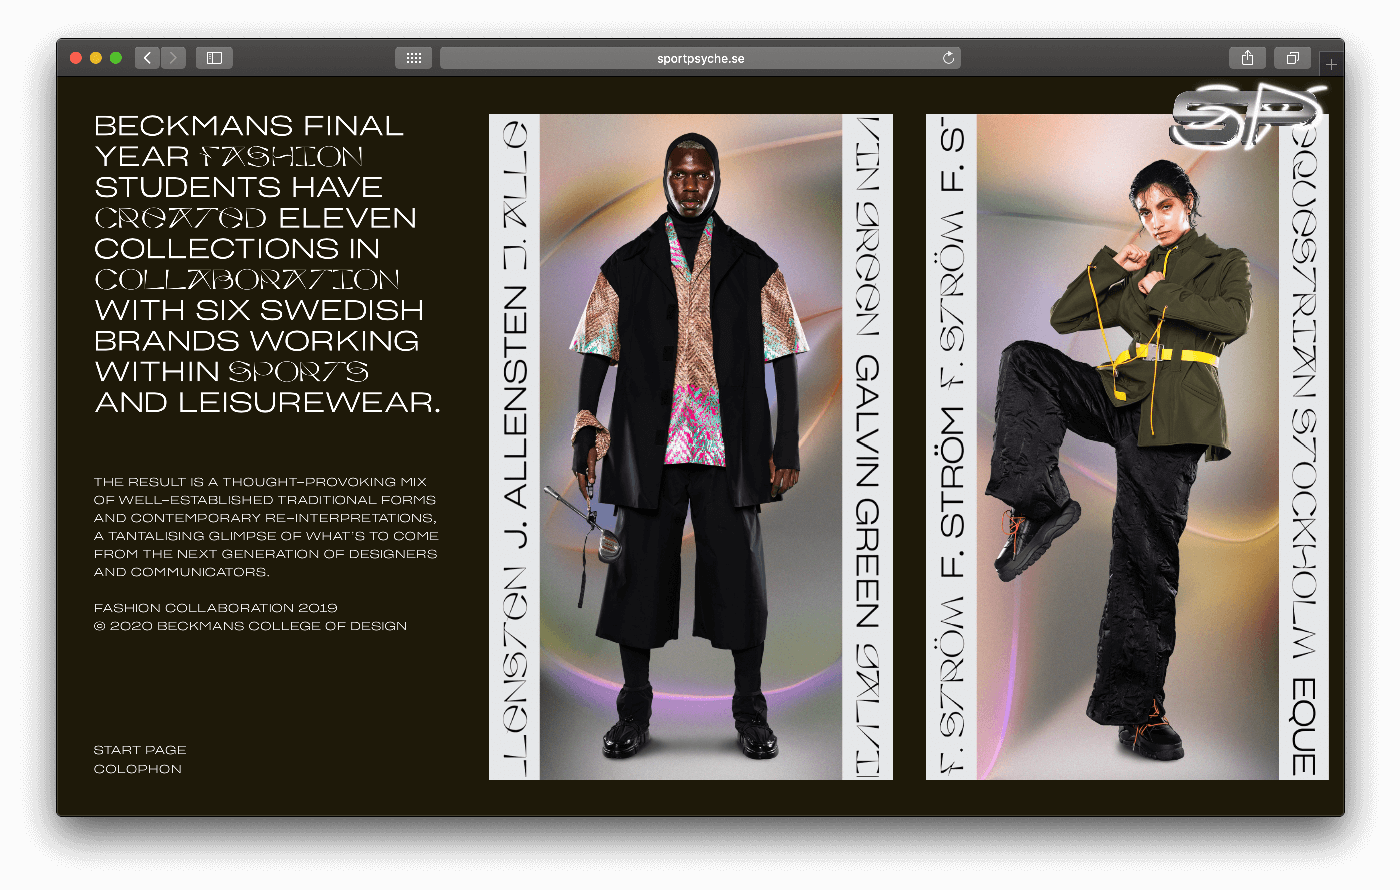 sportpsyche.se
SP
BECKMANS FINAL
YEAR FASHION
STUDENTS HAVE
CREATED ELEVEN
COLLECTIONS IN
COLLABORATION
WITH SIX SWEDISH
BRANDS WORKING
WITHIN SPORTS
AND LEISUREWEAR.
THE RESULT IS A THOUGHT–PROVOKING MIX
OF WELL–ESTABLISHED TRADITIONAL FORMS
AND CONTEMPORARY RE–INTERPRETATIONS,
A TANTALISING GLIMPSE OF WHAT'S TO COME
FROM THE NEXT GENERATION OF DESIGNERS
AND COMMUNICATORS.
FASHION COLLABORATION 2019
© 2020 BECKMANS COLLEGE OF DESIGN
START PAGE
COLOPHON
LLENSTEN J. ALLENSTEN J. ALLE
VIN GREEN GALVIN GREEN GALVI
F. STRÖM F. STRÖM F. STRÖM F. S
EQUESTRIAN STOCKHOLM EQUE